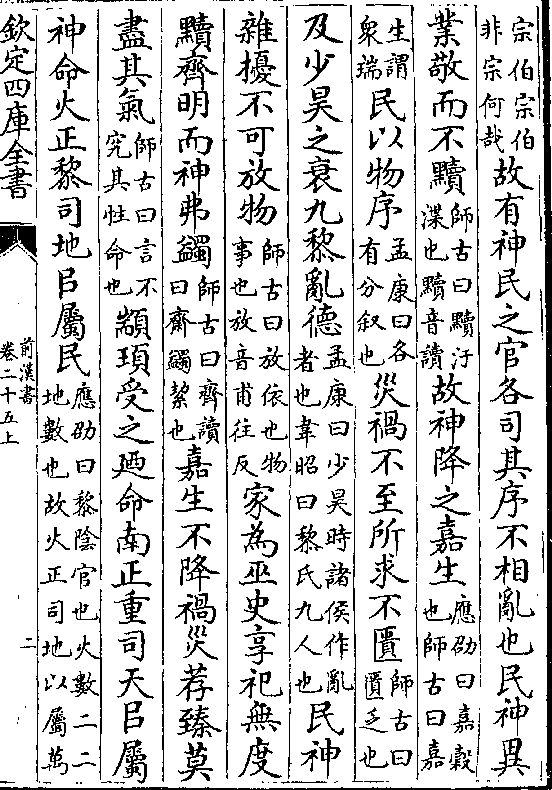 宗伯宗伯非宗何哉故有神民之官各司其序不相亂也民神異
業敬而不黷師古曰黷汙渫也黷音讀故神降之嘉生應劭曰嘉穀也師古曰嘉
生謂衆瑞民以物序孟康曰各有分叙也災禍不至所求不匱師古曰匱乏也
及少昊之衰九黎亂德孟康曰少昊時諸侯作亂者也韋昭曰黎氏九人也民神
雜擾不可放物師古曰放依也物事也放音甫往反家為巫史享祀無度
黷齊明而神弗蠲師古曰齊讀曰齋蠲絜也嘉生不降禍災荐臻莫
盡其氣師古曰言不究其性命也顓頊受之廼命南正重司天㠯屬
神命火正黎司地㠯屬民應劭曰黎陰官也火數二二地數也故火正司地以屬萬
欽定四庫全書
前漢書
卷二十五上
二